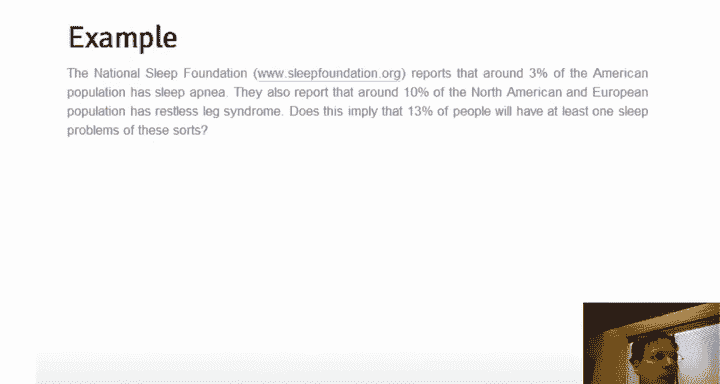 Example
The National Sleep Foundation (www.sleepfoundation.org) reports that around 3% of the American
population has sleep apnea. They also report that around 10% of the North American and European
population has restless leg syndrome. Does this imply that 13% of people will have at least one sleep
problems of these sorts?